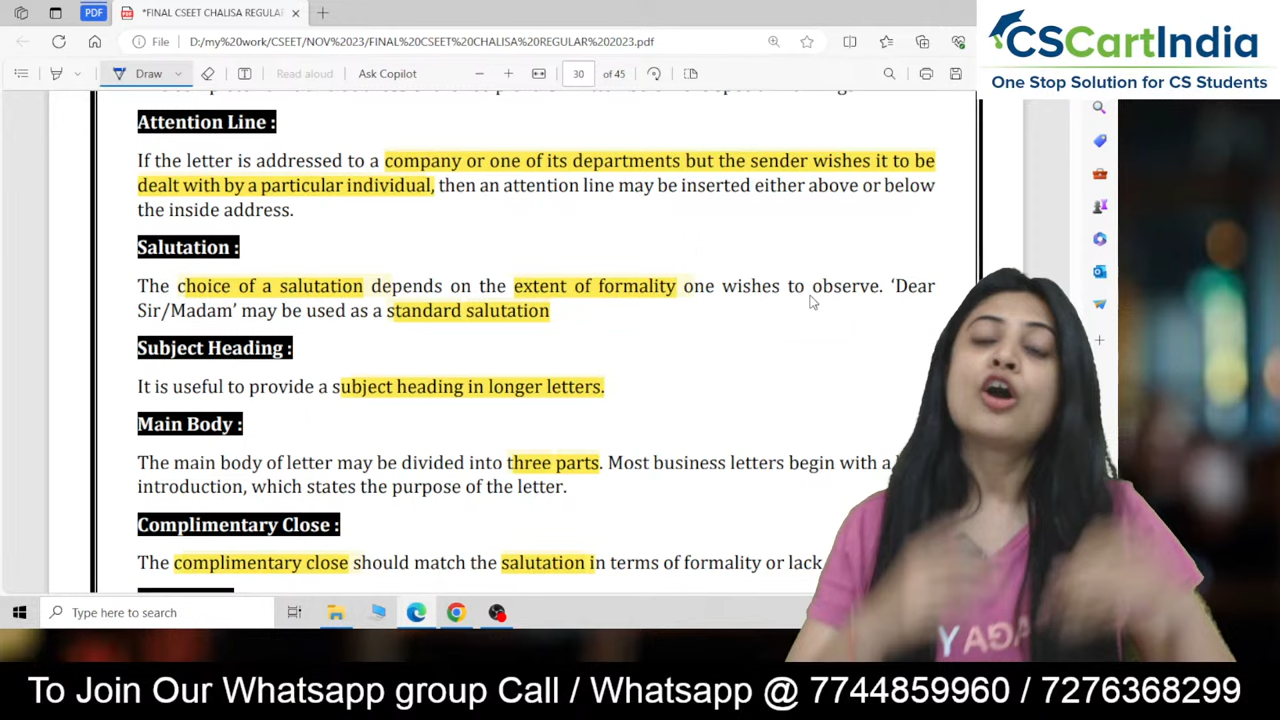 *FINAL CSEET CHALISA REGULAR
CSCartIndia
One Stop Solution for CS Students
File
D:/my%20work/CSEET/NOV%2023/FINAL%20CSEET%20CHALISA%20REGULAR%202023.pdf
PDF
Draw
Read aloud
Ask Copilot
30 of 45
Attention Line :
If the letter is addressed to a company or one of its departments but the sender wishes it to be
dealt with by a particular individual, then an attention line may be inserted either above or below
the inside address.
Salutation :
The choice of a salutation depends on the extent of formality one wishes to observe. ‘Dear
Sir/Madam’ may be used as a standard salutation
Subject Heading :
It is useful to provide a subject heading in longer letters.
Main Body :
The main body of letter may be divided into three parts. Most business letters begin with a
introduction, which states the purpose of the letter.
Complimentary Close :
The complimentary close should match the salutation in terms of formality or lack
Type here to search
To Join Our Whatsapp group Call / Whatsapp @ 7744859960 / 7276368299